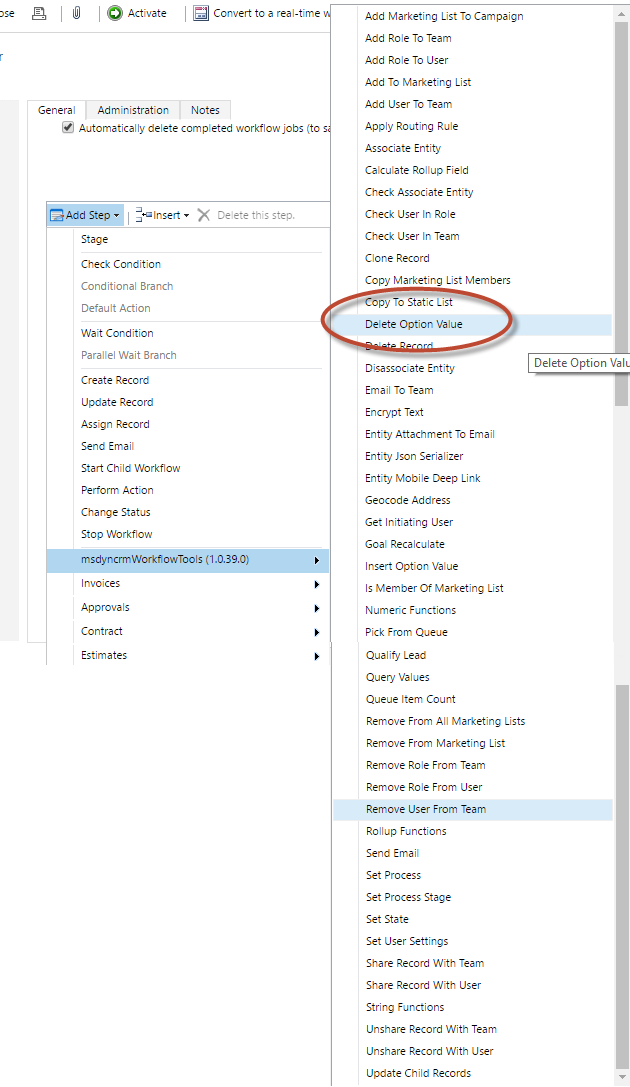 ose
Activate
Convert to a real-time w
r
General
Administration
Notes
Automatically delete completed workflow jobs (to sa
Add Step
Insert
Delete this step.
Stage
Check Condition
Conditional Branch
Default Action
Wait Condition
Parallel Wait Branch
Create Record
Update Record
Assign Record
Send Email
Start Child Workflow
Perform Action
Change Status
Stop Workflow
msdyncrmWorkflowTools (1.0.39.0)
Invoices
Approvals
Contract
Estimates
Add Marketing List To Campaign
Add Role To Team
Add Role To User
Add To Marketing List
Add User To Team
Apply Routing Rule
Associate Entity
Calculate Rollup Field
Check Associate Entity
Check User In Role
Check User In Team
Clone Record
Copy Marketing List Members
Copy To Static List
Delete Option Value
Delete Record
Delete Option Valu
Disassociate Entity
Email To Team
Encrypt Text
Entity Attachment To Email
Entity Json Serializer
Entity Mobile Deep Link
Geocode Address
Get Initiating User
Goal Recalculate
Insert Option Value
Is Member Of Marketing List
Numeric Functions
Pick From Queue
Qualify Lead
Query Values
Queue Item Count
Remove From All Marketing Lists
Remove From Marketing List
Remove Role From Team
Remove Role From User
Remove User From Team
Rollup Functions
Send Email
Set Process
Set Process Stage
Set State
Set User Settings
Share Record With Team
Share Record With User
String Functions
Unshare Record With Team
Unshare Record With User
Update Child Records